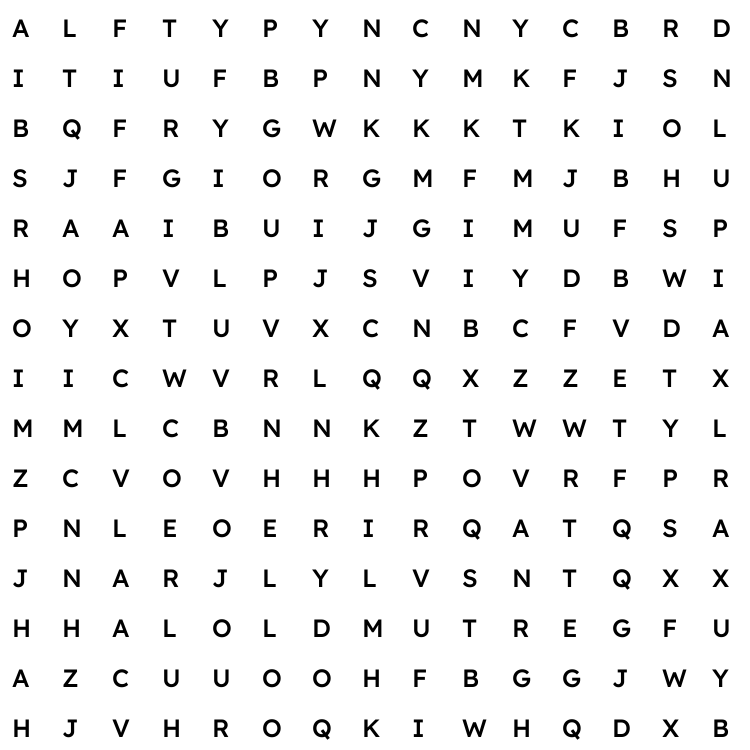 A L F T Y P Y N C N Y C B R D
I T I U F B P N Y M K F J S N
B Q F R Y G W K K K T K I O L
S J F G I O R G M F M J B H U
R A A I B U I J G I M U F S P
H O P V L P J S V I Y D B W I
O Y X T U V X C N B C F V D A
I I C W V R L Q Q X Z Z E T X
M M L C B N N K Z T W W T Y L
Z C V O V H H H P O V R F P R
P N L E O E R I R Q A T Q S A
J N A R J L Y L V S N T Q X X
H H A L O L D M U T R E G F U
A Z C U U O O H F B G G J W Y
H J V H R O Q K I W H Q D X B